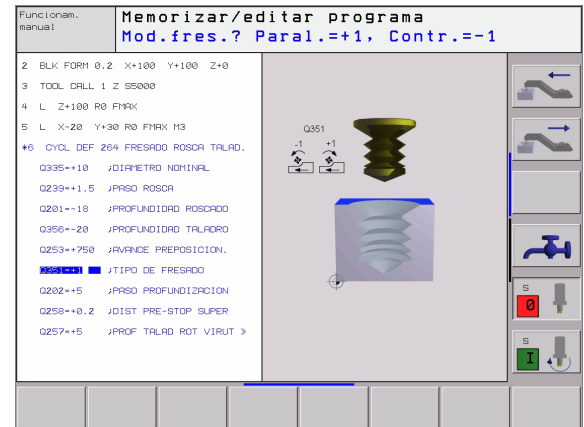 Funcionam.
manual
Memorizar/editar programa
Mod.fres.? Paral.=+1, Contr.=-1
2 BLK FORM 0.2 X+100 Y+100 Z+0
3 TOOL CALL 1 Z S5000
4 L Z+100 R0 FMAX
5 L X-20 Y+30 R0 FMAX M3
*6 CYCL DEF 264 FRESADO ROSCA TALAD.
Q335=+10 ;DIAMETRO NOMINAL
Q239=+1.5 ;PASO ROSCA
Q201=-18 ;PROFUNDIDAD ROSCADO
Q356=-20 ;PROFUNDIDAD TALADRO
Q253=+750 ;AVANCE PREPOSICION.
Q351=+1 ;TIPO DE FRESADO
Q202=+5 ;PASO PROFUNDIZACION
Q258=+0.2 ;DIST PRE-STOP SUPER
Q257=+5 ;PROF TALAD ROT VIRUT »
Q351
-1 +1
S
0
S
I